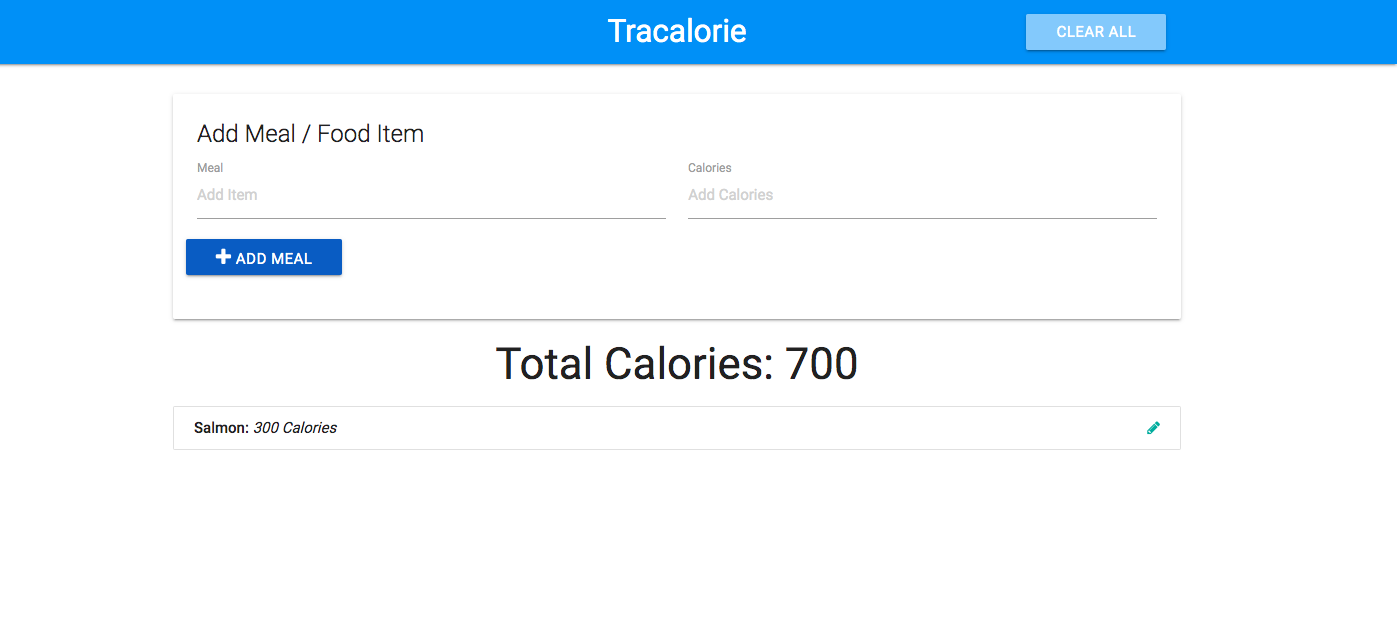 Tracalorie
CLEAR ALL
Add Meal / Food Item
Meal
Calories
Add Item
Add Calories
ADD MEAL
Total Calories: 700
Salmon: 300 Calories